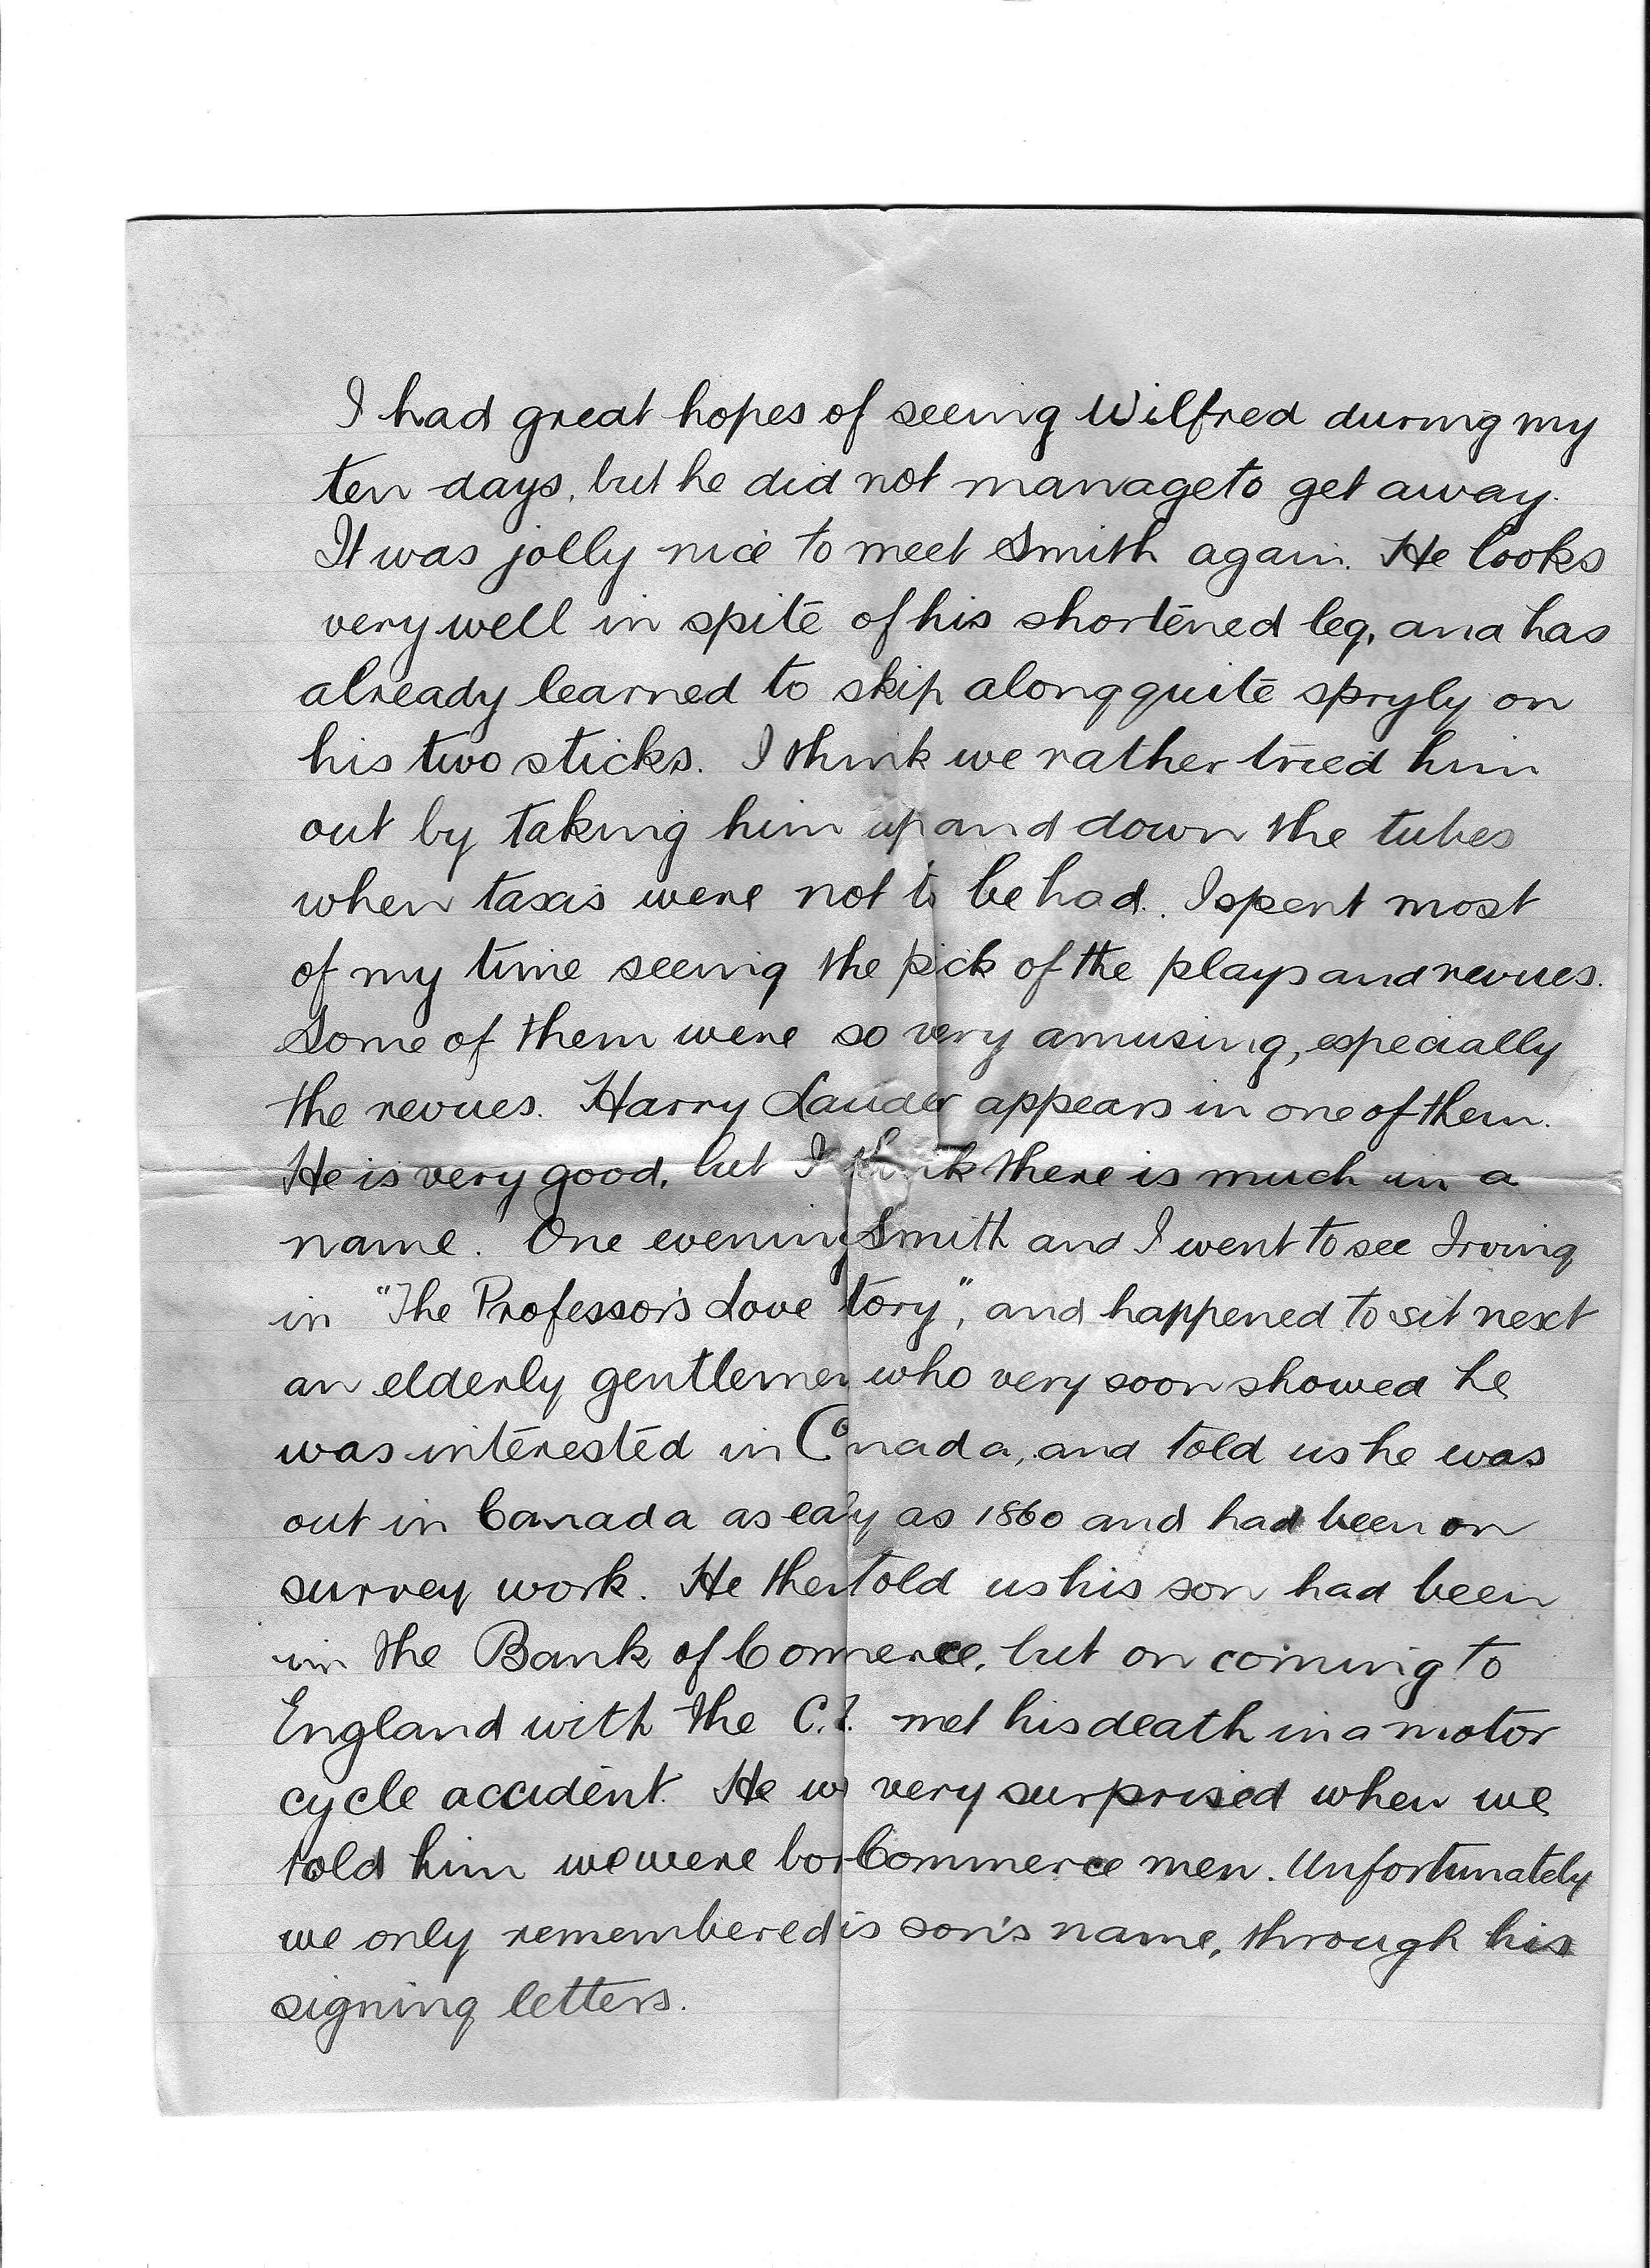 I had great hopes of seeing Wilfred during my
ten days, but he did not manage to get away.
It was jolly nice to meet Smith again. He looks
very well in spite of his shortened leg, and has
already learned to skip along quite spryly on
his two sticks. I think we rather tried him
out by taking him up and down the tubes
when taxis were not to be had. I spent most
of my time seeing the pick of the plays and revues.
Some of them were so very amusing, especially
the revues. Harry Lauder appears in one of them.
He is very good, but I think there is much in a
name. One evening Smith and I went to see Irving
in "The Professor's Love tory", and happened to sit next
an elderly gentlemen who very soon showed he
was interested in Canada, and told us he was
out in Canada as ealy as 1860 and had been on
survey work. He then told us his son had been
in the Bank of Commerce, but on coming to
England with the C. met his death in a motor
cycle accident. He w very surprised when we
told him we were bo Commerce men. Unfortunately
we only remembered is son's name, through his
signing letters.